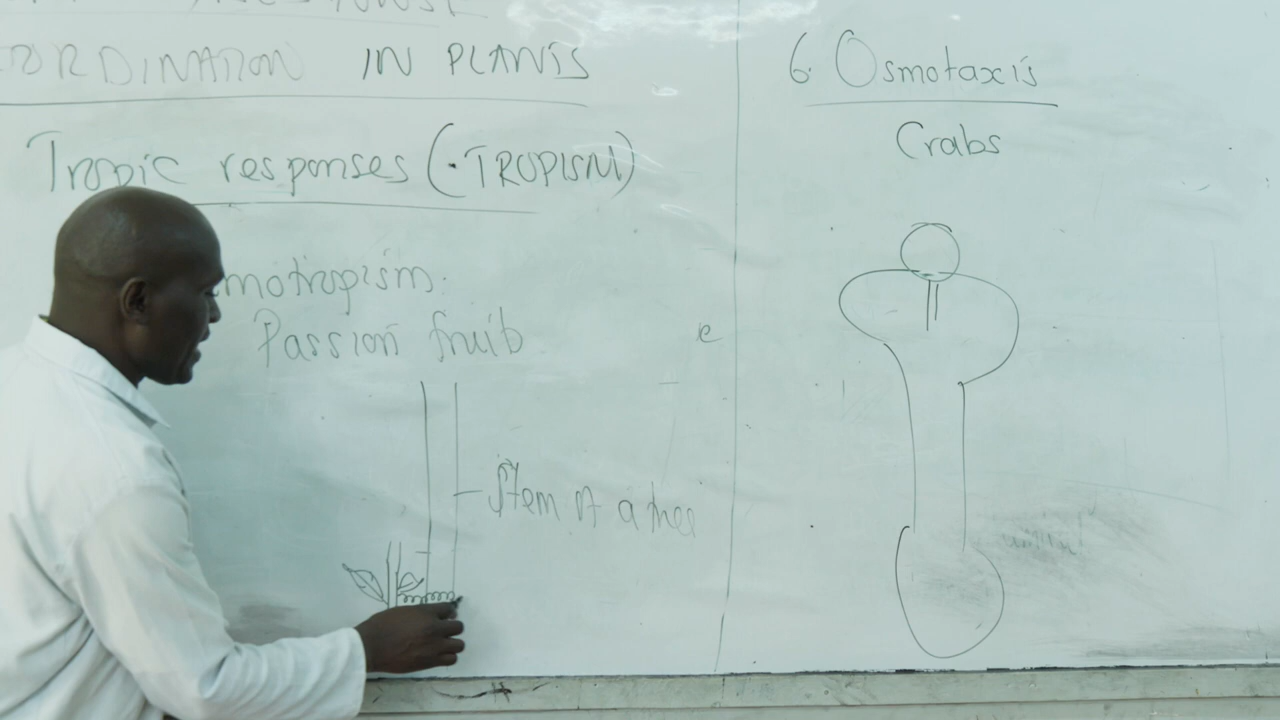 ORDINATION IN PLANTS
Tropic responses (TROPISM)
motropism.
Passion fruit
Stem of a tree
e
6. Osmotaxis
Crabs